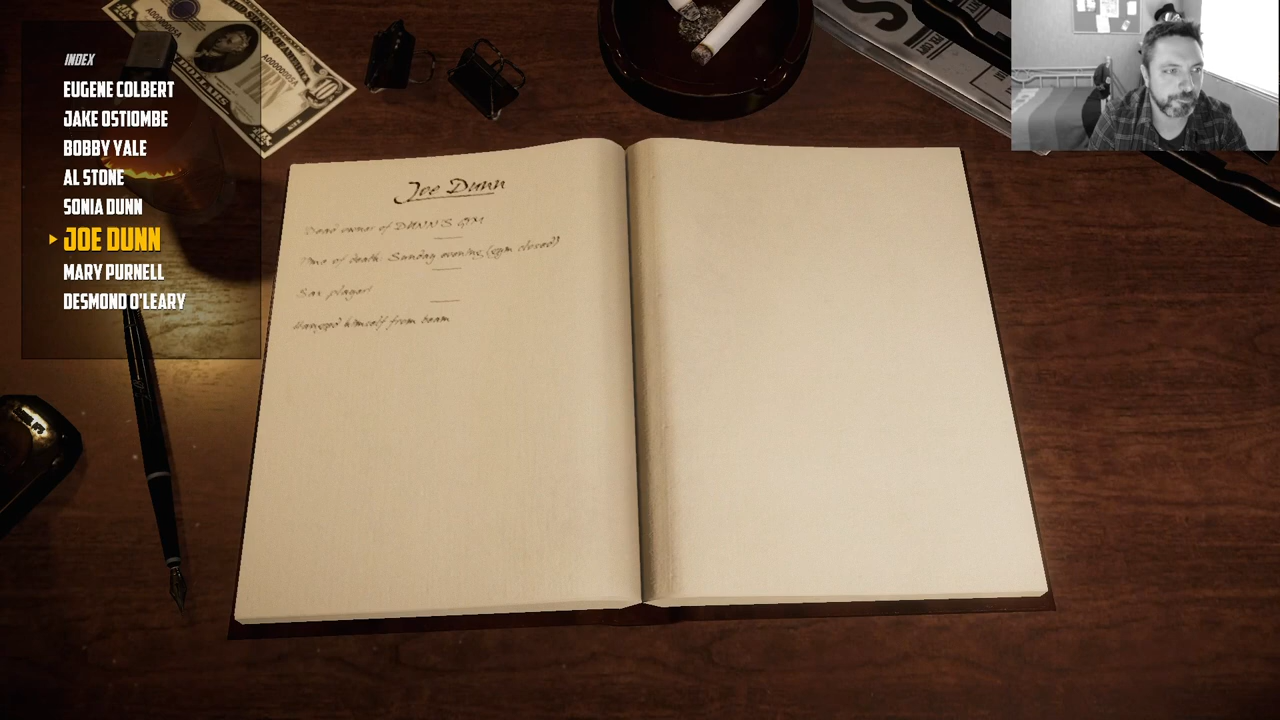 INDEX
EUGENE COLBERT
JAKE OSTIOMBE
BOBBY YALE
AL STONE
SONIA DUNN
JOE DUNN
MARY PURNELL
DESMOND O'LEARY
Joe Dunn
Dead owner of DUNN'S GYM
Time of death: Sunday evening (gym closed)
Sax player!
Hanged himself from beam